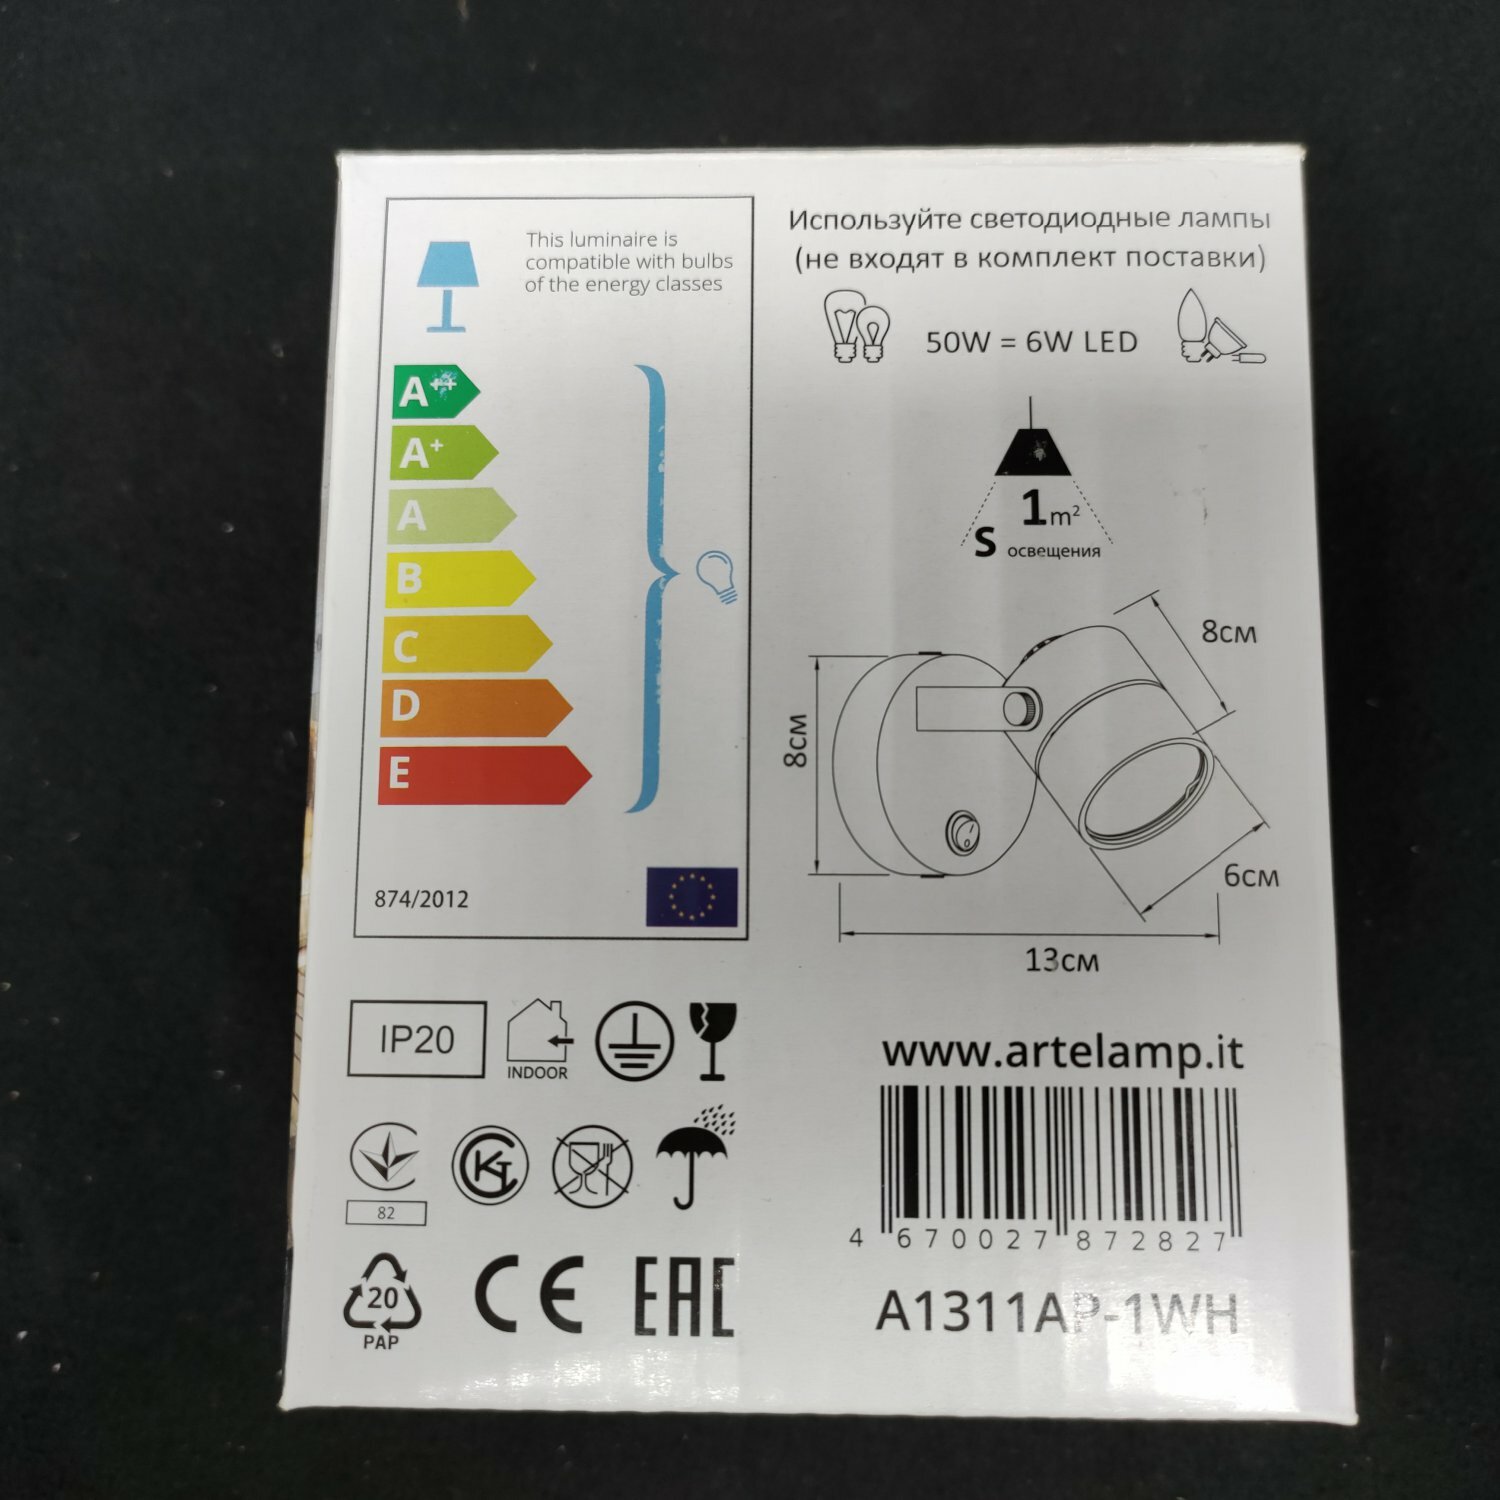 This luminaire is
compatible with bulbs
of the energy classes
A++
A+
A
B
C
D
E
874/2012
Используйте светодиодные лампы
(не входят в комплект поставки)
50W = 6W LED
1m²
S освещения
8см
8см
6см
13см
IP20
INDOOR
82
20
PAP
CE
EAC
www.artelamp.it
4 670027 872827
A1311AP-1WH